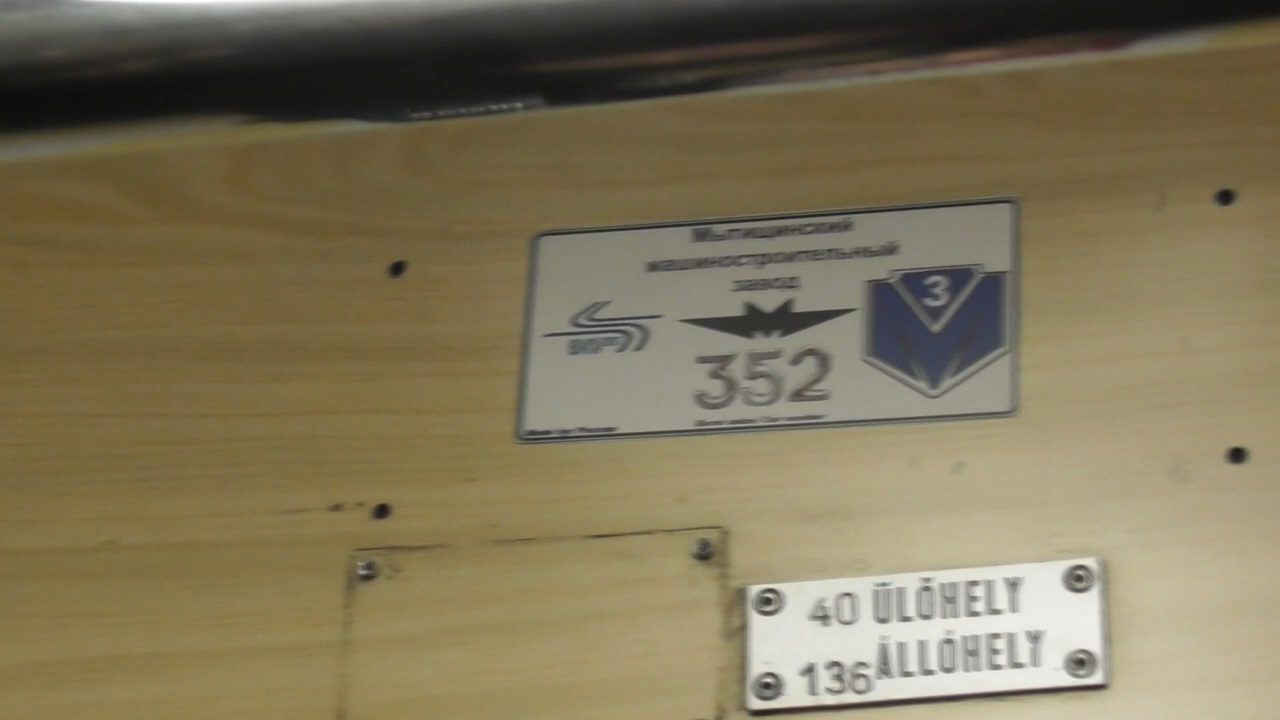 Мытищинский
машиностроительный
завод
3
352
40 ÜLŐHELY
136 ÁLLÓHELY